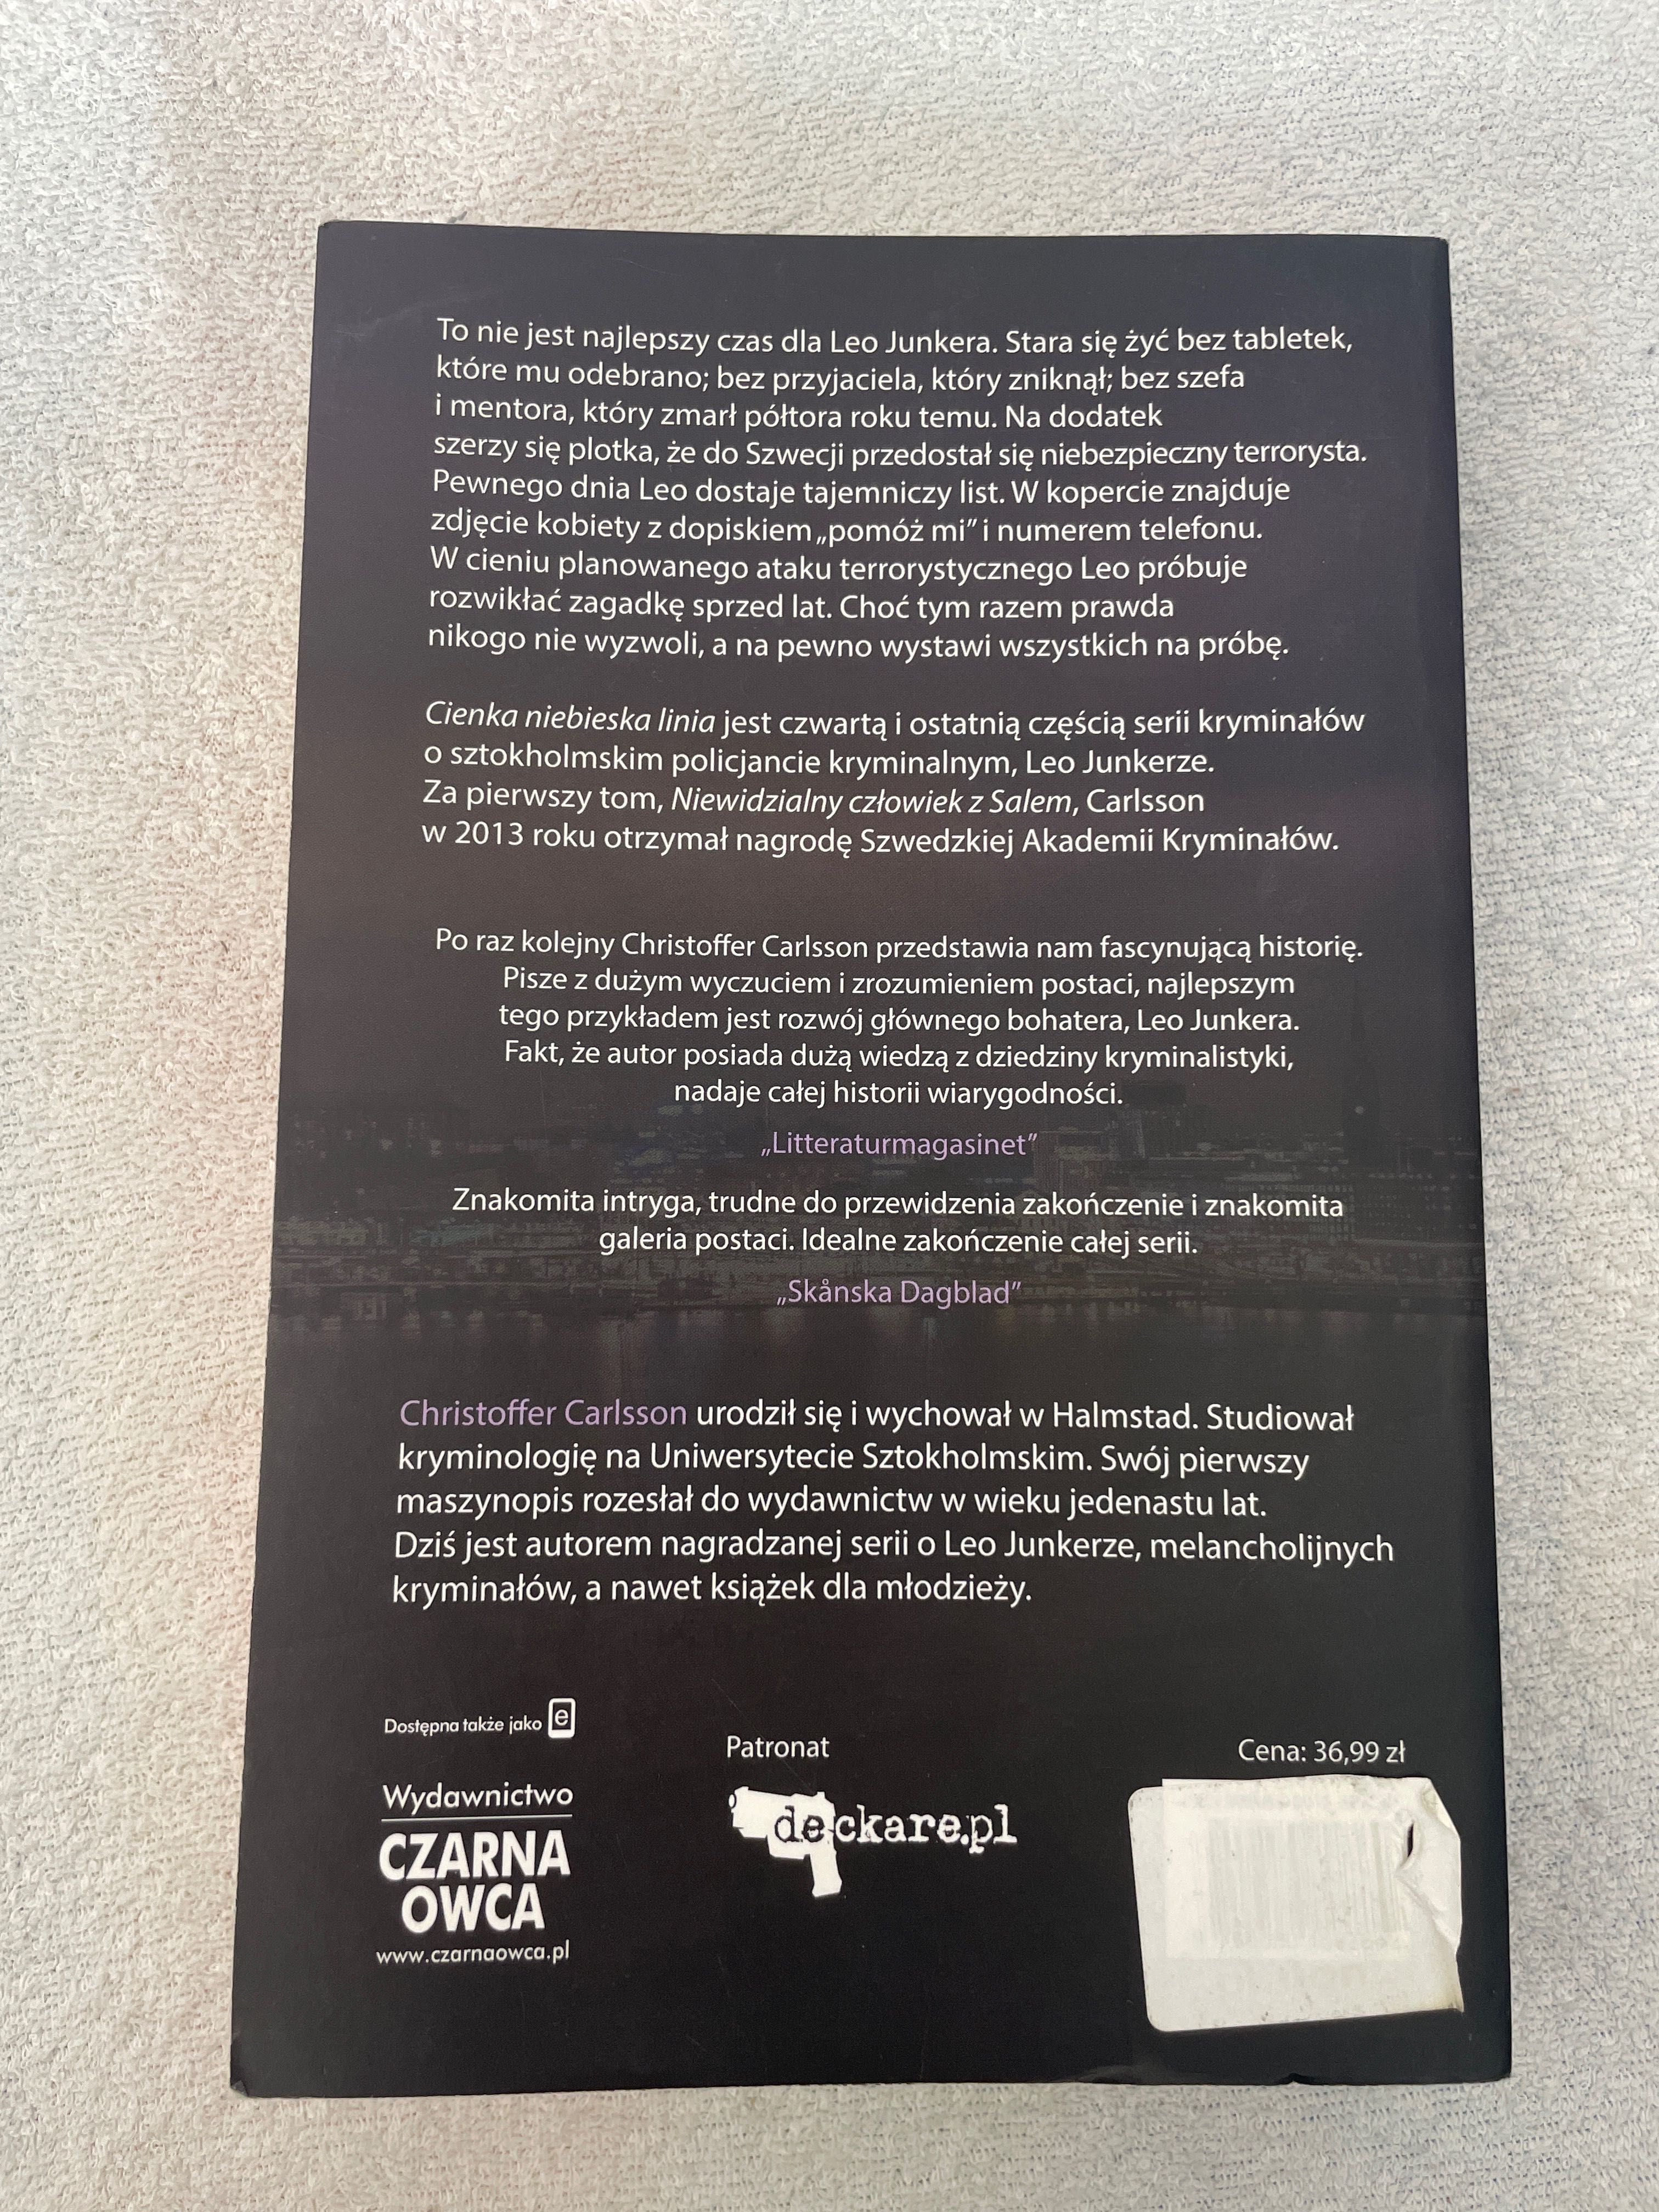 To nie jest najlepszy czas dla Leo Junkera. Stara się żyć bez tabletek,
które mu odebrano; bez przyjaciela, który zniknął; bez szefa
i mentora, który zmarł półtora roku temu. Na dodatek
szerzy się plotka, że do Szwecji przedostał się niebezpieczny terrorysta.
Pewnego dnia Leo dostaje tajemniczy list. W kopercie znajduje
zdjęcie kobiety z dopiskiem „pomóż mi” i numerem telefonu.
W cieniu planowanego ataku terrorystycznego Leo próbuje
rozwikłać zagadkę sprzed lat. Choć tym razem prawda
nikogo nie wyzwoli, a na pewno wystawi wszystkich na próbę.
Cienka niebieska linia jest czwartą i ostatnią częścią serii kryminałów
o sztokholmskim policjancie kryminalnym, Leo Junkerze.
Za pierwszy tom, Niewidzialny człowiek z Salem, Carlsson
w 2013 roku otrzymał nagrodę Szwedzkiej Akademii Kryminałów.
Po raz kolejny Christoffer Carlsson przedstawia nam fascynującą historię.
Pisze z dużym wyczuciem i zrozumieniem postaci, najlepszym
tego przykładem jest rozwój głównego bohatera, Leo Junkera.
Fakt, że autor posiada dużą wiedzą z dziedziny kryminalistyki,
nadaje całej historii wiarygodności.
„Litteraturmagasinet”
Znakomita intryga, trudne do przewidzenia zakończenie i znakomita
galeria postaci. Idealne zakończenie całej serii.
„Skånska Dagblad”
Christoffer Carlsson urodził się i wychował w Halmstad. Studiował
kryminologię na Uniwersytecie Sztokholmskim. Swój pierwszy
maszynopis rozesłał do wydawnictw w wieku jedenastu lat.
Dziś jest autorem nagradzanej serii o Leo Junkerze, melancholijnych
kryminałów, a nawet książek dla młodzieży.
Dostępna także jako e
Wydawnictwo
CZARNA
OWCA
www.czarnaowca.pl
Patronat
deckare.pl
Cena: 36,99 zł